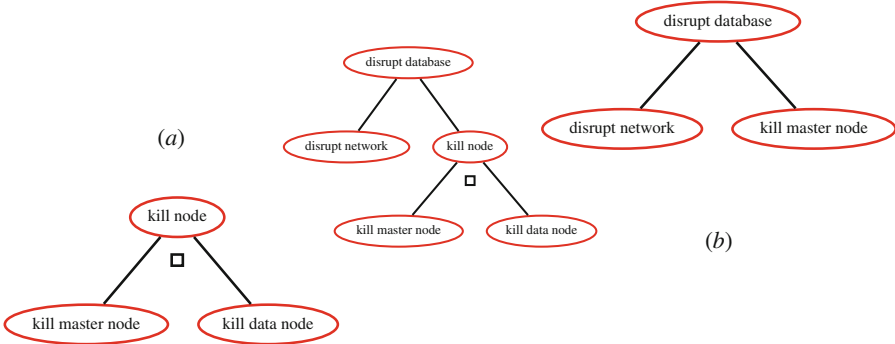 disrupt database
disrupt network
kill master node
(a)
disrupt database
disrupt network
kill node
kill master node
kill data node
(b)
kill node
kill master node
kill data node